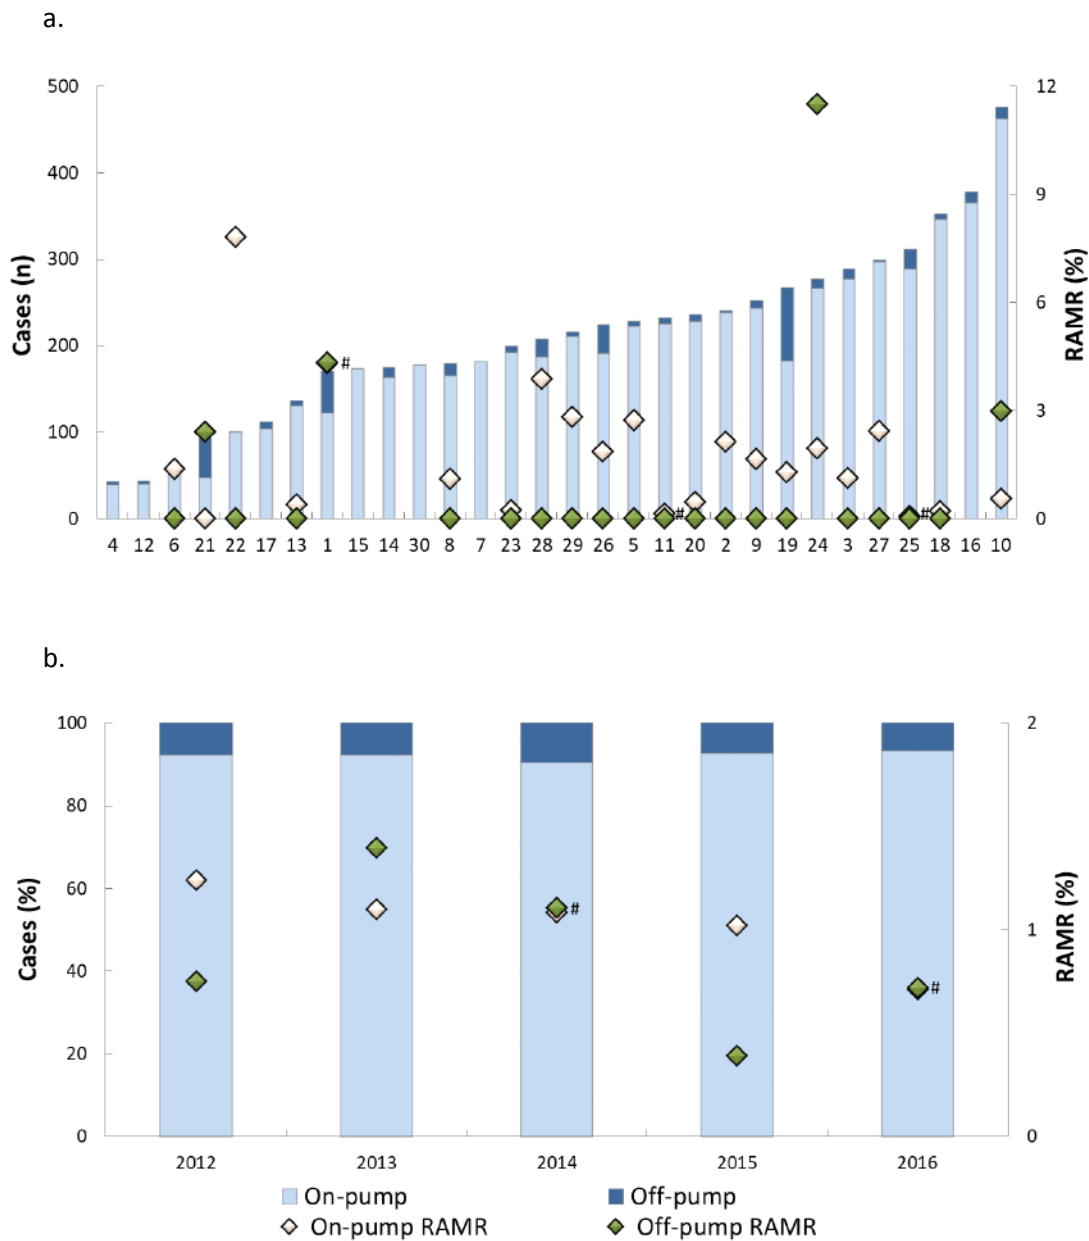 a.
500
400
300
200
100
0
Cases (n)
12
9
6
3
0
RAMR (%)
#
#
#
4 12 6 21 22 17 13 1 15 14 30 8 7 23 28 29 26 5 11 20 2 9 19 24 3 27 25 18 16 10
b.
100
80
60
40
20
0
Cases (%)
2
1
0
RAMR (%)
#
#
2012 2013 2014 2015 2016
On-pump Off-pump
On-pump RAMR Off-pump RAMR